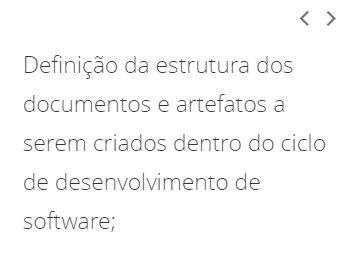 Definição da estrutura dos
documentos e artefatos a
serem criados dentro do ciclo
de desenvolvimento de
software;